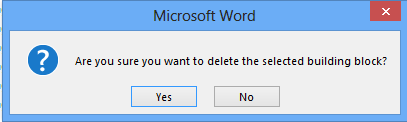 Microsoft Word
Are you sure you want to delete the selected building block?
Yes No